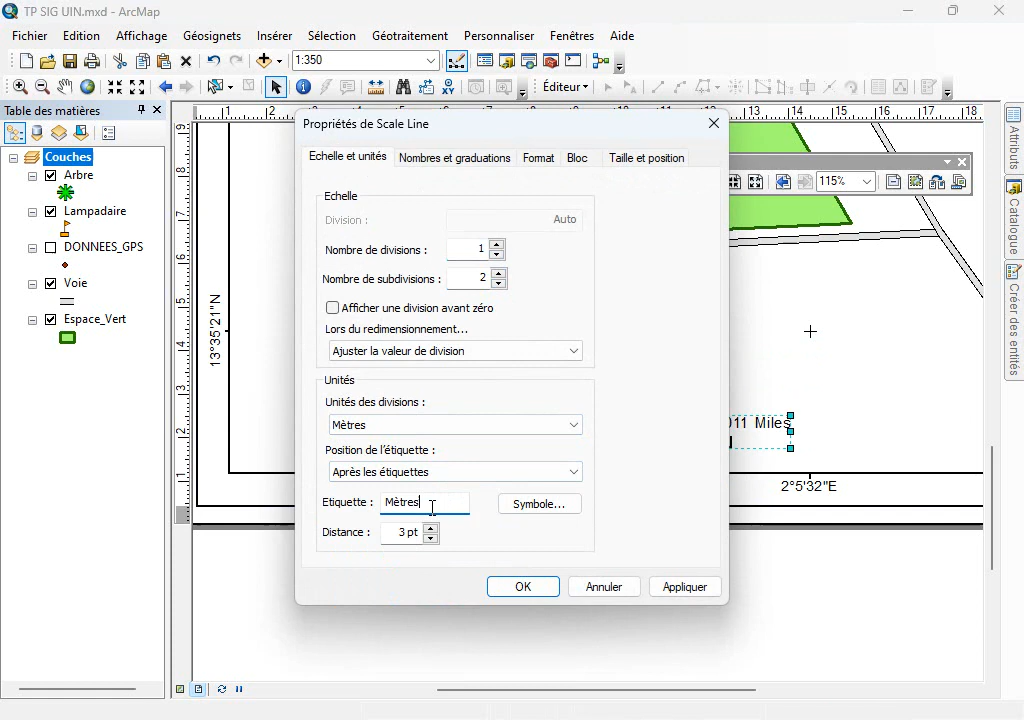 TP SIG UIN.mxd - ArcMap
Fichier Edition Affichage Géosignets Insérer Sélection Géotraitement Personnaliser Fenêtres Aide
1:350
Éditeur
Table des matières
Couches
Arbre
Lampadaire
DONNEES_GPS
Voie
Espace_Vert
Propriétés de Scale Line
Echelle et unités Nombres et graduations Format Bloc Taille et position
Echelle
Division : Auto
Nombre de divisions : 1
Nombre de subdivisions : 2
Afficher une division avant zéro
Lors du redimensionnement...
Ajuster la valeur de division
Unités
Unités des divisions :
Mètres
Position de l'étiquette :
Après les étiquettes
Etiquette : Mètres Symbole...
Distance : 3 pt
OK Annuler Appliquer
115%
13°35'21"N
011 Miles
2°5'32"E
Attributs
Catalogue
Créer des entités